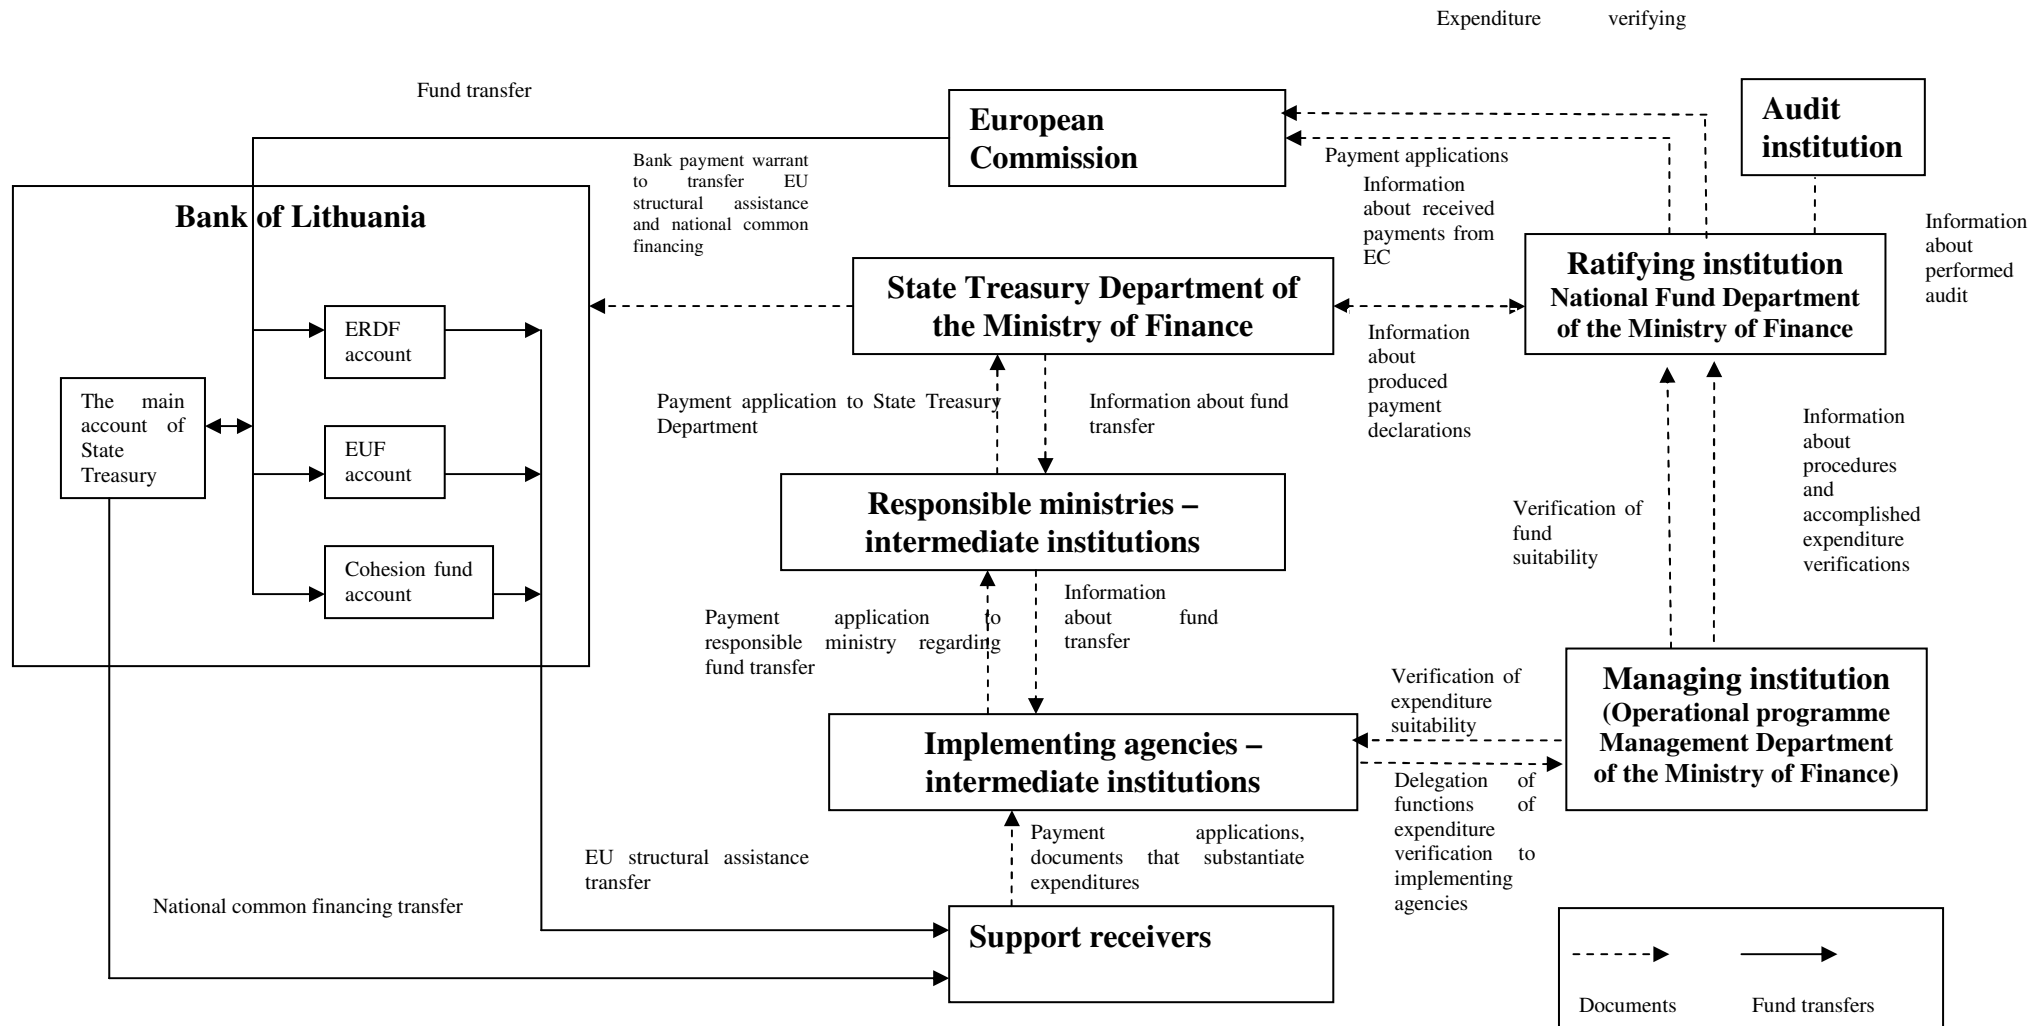 Expenditure verifying
Fund transfer
European
Commission
Audit
institution
Payment applications
Bank payment warrant
to transfer EU
structural assistance
and national common
financing
Information
about received
payments from
EC
Information
about
performed
audit
Bank of Lithuania
State Treasury Department of
the Ministry of Finance
Ratifying institution
National Fund Department
of the Ministry of Finance
ERDF
account
Information
about
produced
payment
declarations
The main
account of
State
Treasury
Payment application to State Treasury
Department
Information about fund
transfer
Information
about
procedures
and
accomplished
expenditure
verifications
EUF
account
Responsible ministries –
intermediate institutions
Verification of
fund
suitability
Cohesion fund
account
Payment application to
responsible ministry regarding
fund transfer
Information
about fund
transfer
Verification of
expenditure
suitability
Managing institution
(Operational programme
Management Department
of the Ministry of Finance)
Implementing agencies –
intermediate institutions
Delegation of
functions of
expenditure
verification to
implementing
agencies
Payment applications,
documents that substantiate
expenditures
EU structural assistance
transfer
National common financing transfer
Support receivers
Documents
Fund transfers